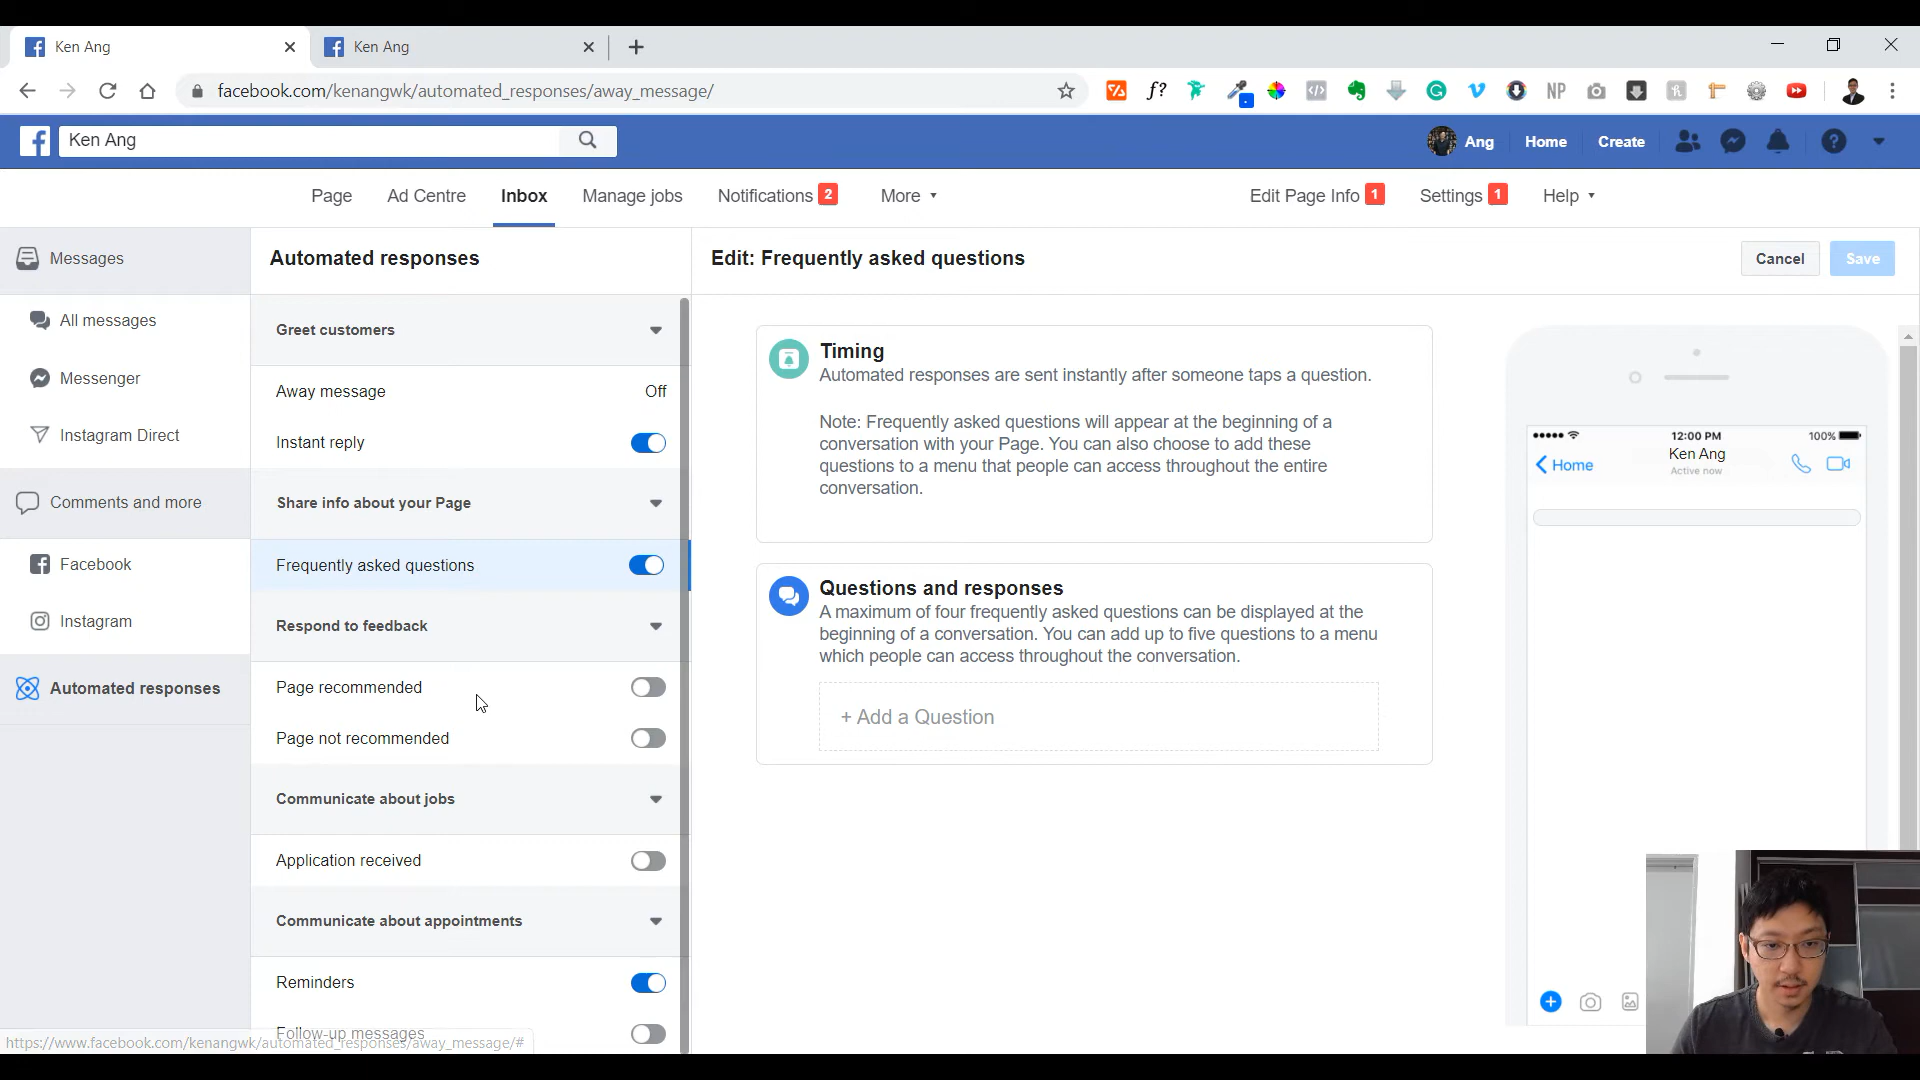 Ken Ang
Ken Ang
facebook.com/kenangwk/automated_responses/away_message/
f?
NP
Ken Ang
Ang
Home
Create
Page
Ad Centre
Inbox
Manage jobs
Notifications 2
More
Edit Page Info 1
Settings 1
Help
Messages
All messages
Messenger
Instagram Direct
Comments and more
Facebook
Instagram
Automated responses
Automated responses
Greet customers
Away message Off
Instant reply
Share info about your Page
Frequently asked questions
Respond to feedback
Page recommended
Page not recommended
Communicate about jobs
Application received
Communicate about appointments
Reminders
Follow-up messages
https://www.facebook.com/kenangwk/automated_responses/away_message/#
Edit: Frequently asked questions
Cancel
Save
Timing
Automated responses are sent instantly after someone taps a question.
Note: Frequently asked questions will appear at the beginning of a
conversation with your Page. You can also choose to add these
questions to a menu that people can access throughout the entire
conversation.
Questions and responses
A maximum of four frequently asked questions can be displayed at the
beginning of a conversation. You can add up to five questions to a menu
which people can access throughout the conversation.
+ Add a Question
12:00 PM
100%
Home
Ken Ang
Active now